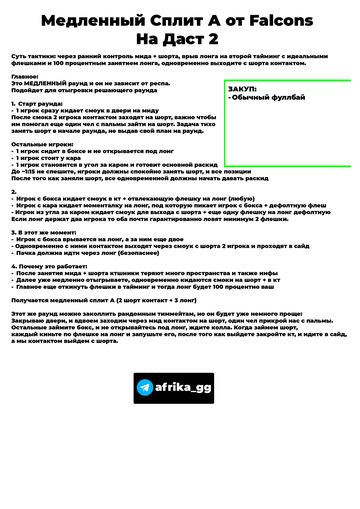 Медленный Сплит А от Falcons
На Даст 2
Суть тактики: через ранний контроль мида + шорта, врыв лонга на второй тайминг с идеальными
флешками и 100 процентным занятием лонга, одновременно выходите с шорта контактом.
Главное:
Это МЕДЛЕННЫЙ раунд и он не зависит от респа.
Подойдет для отыгровки решающего раунда
ЗАКУП:
-Обычный фуллбай
1. Старт раунда:
- 1 игрок сразу кидает смоук в двери на миду
После смока 2 игрока контактом заходят на шорт, важно чтобы
им помогал еще один чел с пальмы зайти на шорт. Задача тихо
занять шорт в начале раунда, не выдав свой план на раунд.
Остальные игроки:
- 1 игрок сидит в боксе и не открывается под лонг
- 1 игрок стоит у кара
- 1 игрок становится в угол за каром и готовит основной раскид
До ~1:15 не спешите, игроки должны спокойно занять шорт, и все позиции
После того как заняли шорт, все одновременной должны начать давать раскид
2.
- Игрок с бокса кидает смоук в кт + отвлекающую флешку на лонг (любую)
- Игрок с кара кидает моменталку на лонг, под которую пикает игрок с бокса + дефолтную флеш
- Игрок из угла за каром кидает смоук для выхода с шорта + еще одну флешку на лонг дефолтную
Если лонг держат два игрока то оба почти гарантированно ловят минимум 2 флешки.
3. В этот же момент:
- Игрок с бокса врывается на лонг, а за ним еще двое
- Одновременно с ними контактом выходят через смоук с шорта 2 игрока и проходят в сайд
- Пачка должна идти через лонг (безопаснее)
4. Почему это работает:
- После занятия мида + шорта ктшники теряют много пространства и также инфы
- Далее уже медленно отыгрываете, одновременно кидаются смоки на шорт + в кт
- Главное еще откинуть флешки в тайминг и тогда лонг будет 100 процентно ваш
Получается медленный сплит А (2 шорт контакт + 3 лонг)
Этот же раунд можно заколлить рандомным тиммейтам, но он будет уже немного проще:
Закрываю двери, и вдвоем заходим через мид контактом на шорт, один чел прикрой нас с пальмы.
Остальные займите бокс, и не открывайтесь под лонг, ждите колла. Когда займем шорт,
каждый киньте по флешке на лонг и запушьте его, после того как выйдете закройте кт, и идите в сайд,
а мы контактом выйдем с шорта.
afrika_gg